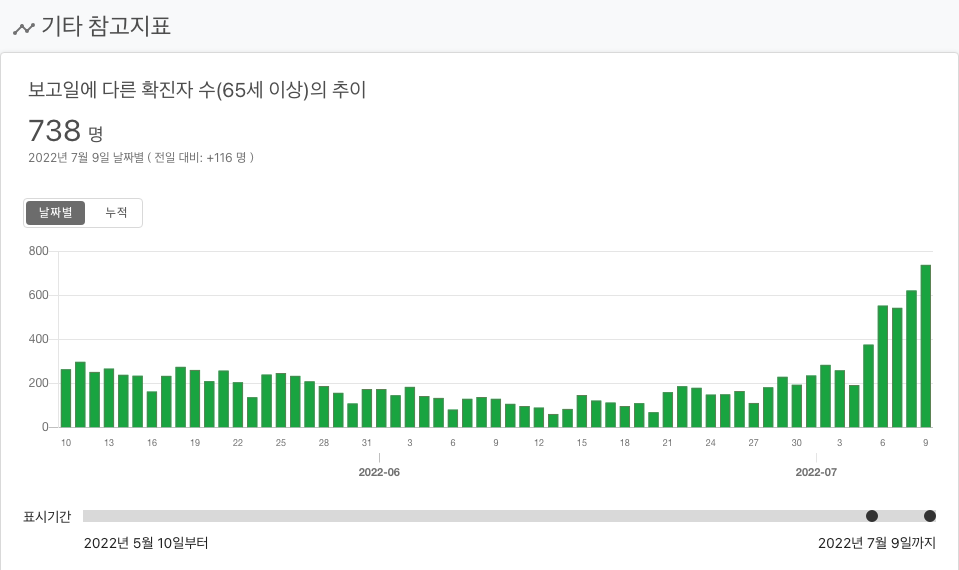 기타 참고지표
보고일에 다른 확진자 수(65세 이상)의 추이
738 명
2022년 7월 9일 날짜별 ( 전일 대비: +116 명 )
날짜별 누적
800
600
400
200
0
10 13 16 19 22 25 28 31 3 6 9 12 15 18 21 24 27 30 3 6 9
2022-06 2022-07
표시기간
2022년 5월 10일부터 2022년 7월 9일까지